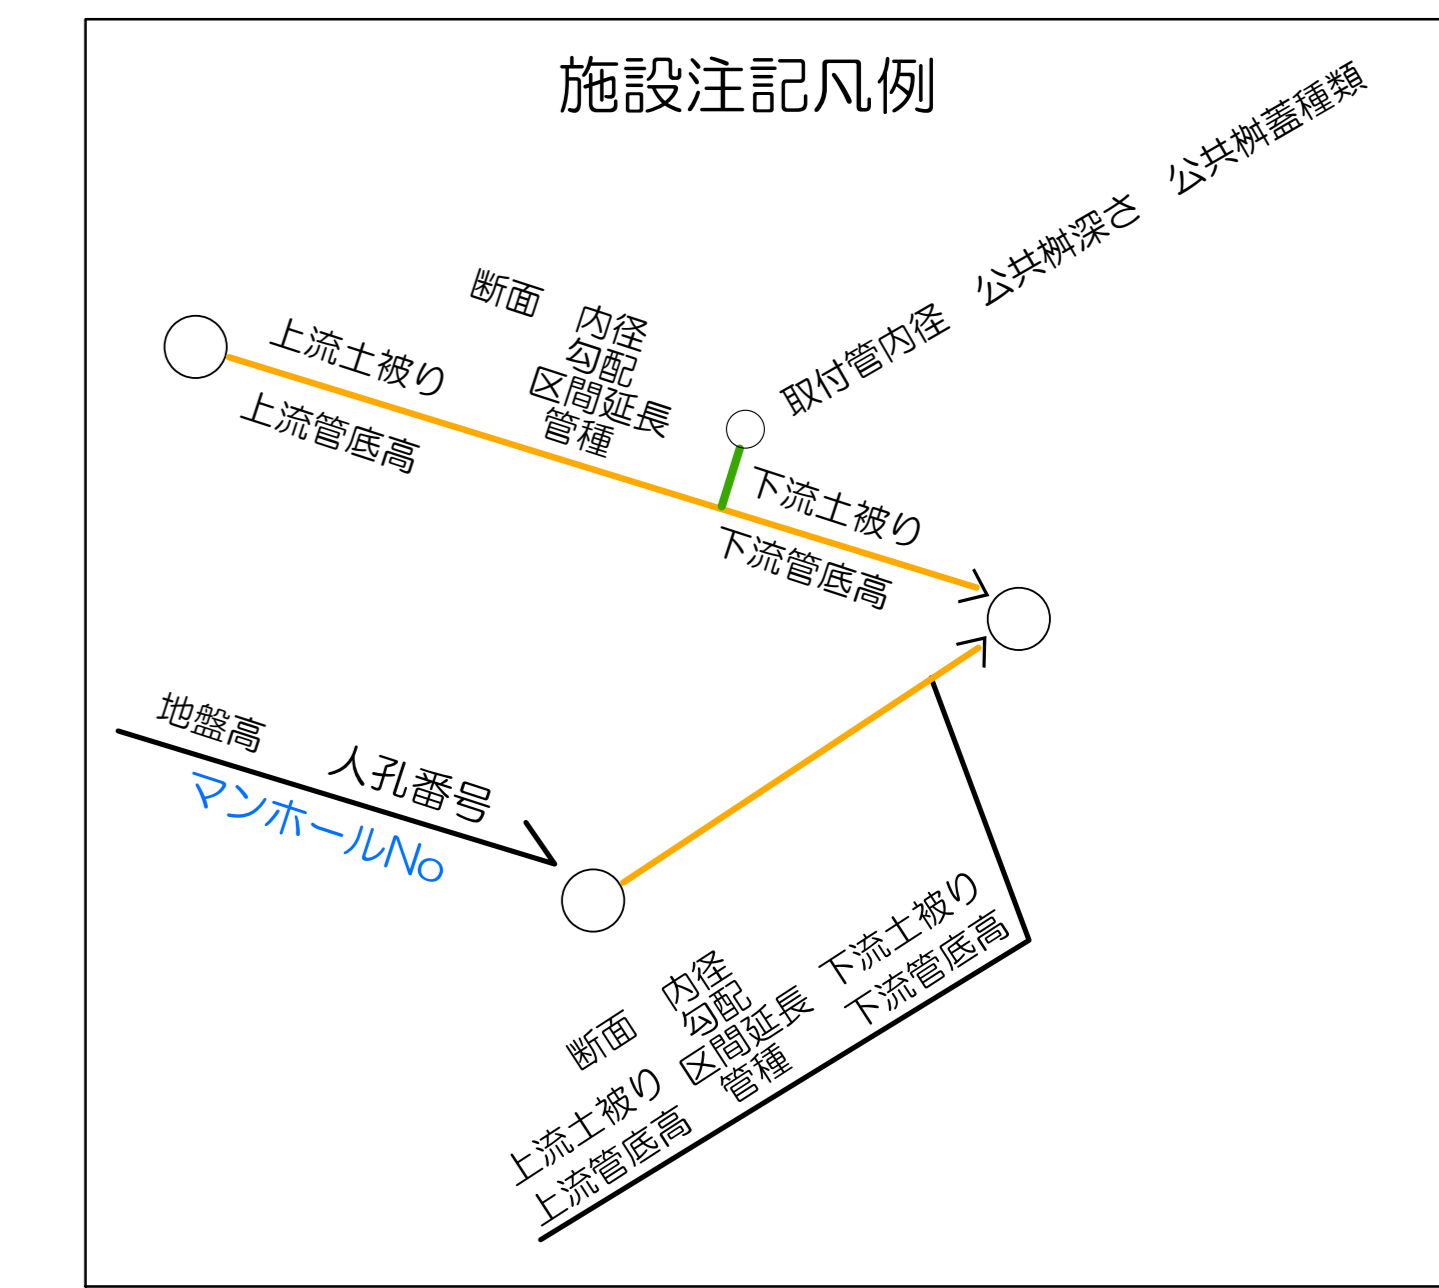 施設注記凡例
取付管内径　公共桝深さ　公共桝蓋種類
断面　内径
勾配
区間延長
管種
上流土被り
上流管底高
下流土被り
下流管底高
地盤高　人孔番号
マンホールNo
断面　内径
勾配
上流土被り 区間延長 下流土被り
上流管底高　管種　下流管底高